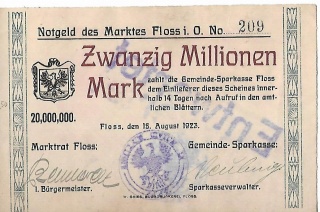 Notgeld des Marktes Floss i. O. No. 209
Zwanzig Millionen
Mark
zahlt die Gemeinde-Sparkasse Floss
dem Einlieferer dieses Scheines inner-
halb 14 Tagen nach Aufruf in den amt-
lichen Blättern.
20,000,000.
Floss, den 15. August 1923.
Marktrat Floss:
Gemeinde-Sparkasse:
I. Bürgermeister.
Sparkassenverwalter.